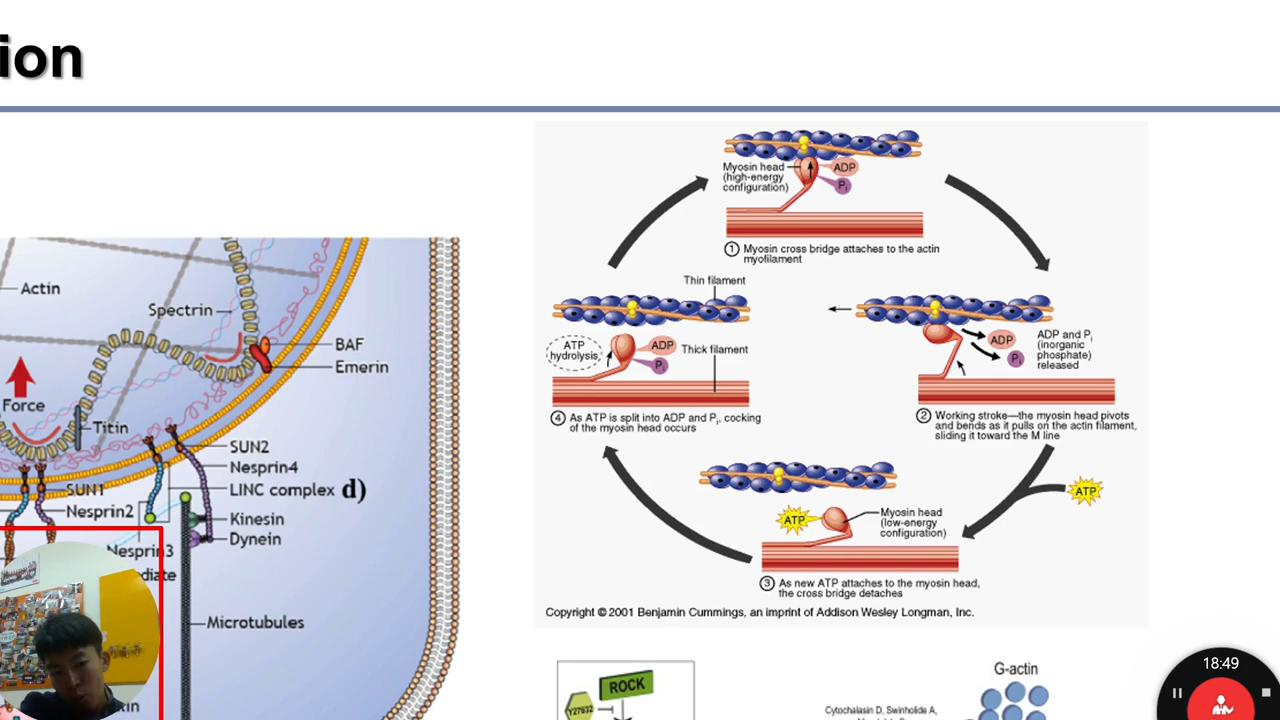 ion
Actin
Spectrin
BAF
Emerin
Force
Titin
SUN2
Nesprin4
LINC complex d)
SUN1
Nesprin2
Kinesin
Dynein
Nesprin3
diate
Microtubules
Myosin head
(high-energy
configuration)
ADP
Pi
① Myosin cross bridge attaches to the actin
myofilament
Thin filament
ATP
hydrolysis
ADP
Pi
Thick filament
④ As ATP is split into ADP and Pi, cocking
of the myosin head occurs
ADP
Pi
ADP and Pi
(inorganic
phosphate)
released
② Working stroke—the myosin head pivots
and bends as it pulls on the actin filament,
sliding it toward the M line
ATP
ATP
Myosin head
(low-energy
configuration)
③ As new ATP attaches to the myosin head,
the cross bridge detaches
Copyright © 2001 Benjamin Cummings, an imprint of Addison Wesley Longman, Inc.
ROCK
Y27632
G-actin
Cytochalasin D, Swinholide A,
18:49